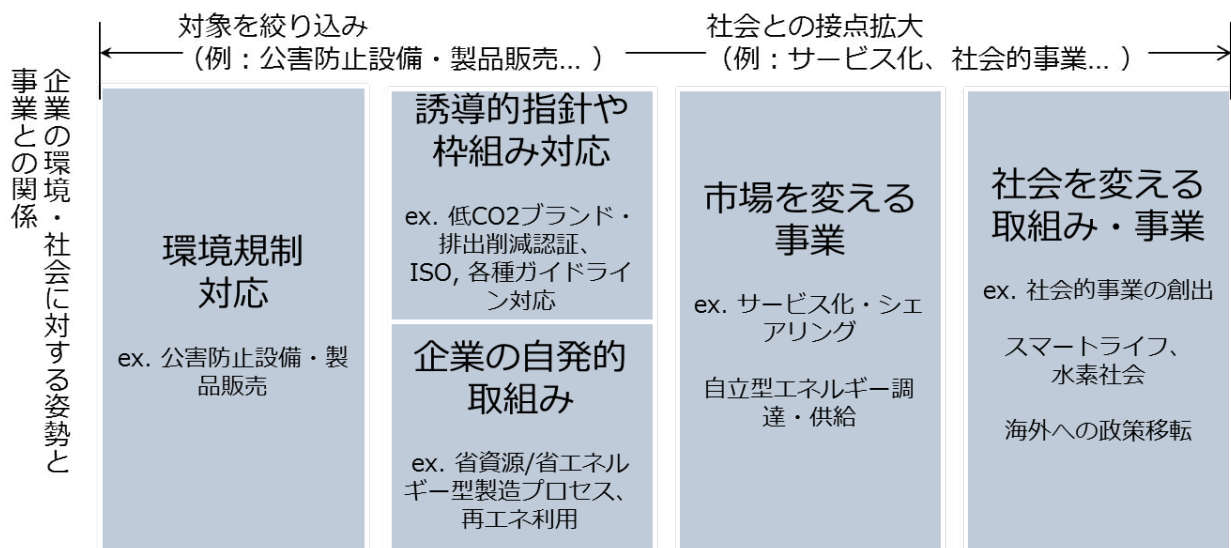 対象を絞り込み
（例：公害防止設備・製品販売... ）
社会との接点拡大
（例：サービス化、社会的事業... ）
企業の環境・社会に対する姿勢と
事業との関係
環境規制
対応
ex. 公害防止設備・製
品販売
誘導的指針や
枠組み対応
ex. 低CO2ブランド・
排出削減認証、
ISO, 各種ガイドライ
ン対応
企業の自発的
取組み
ex. 省資源/省エネル
ギー型製造プロセス、
再エネ利用
市場を変える
事業
ex. サービス化・シェ
アリング
自立型エネルギー調
達・供給
社会を変える
取組み・事業
ex. 社会的事業の創出
スマートライフ、
水素社会
海外への政策移転